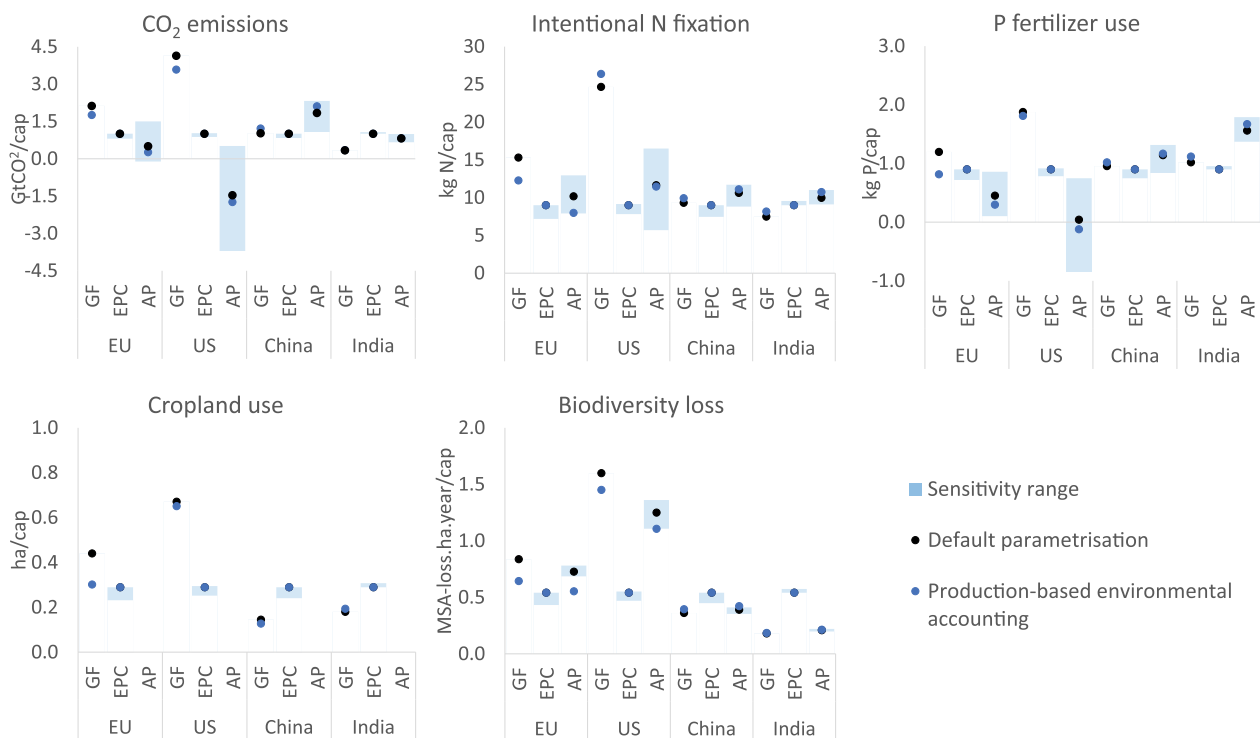 CO₂ emissions
GtCO²/cap
4.5
3.0
1.5
0.0
-1.5
-3.0
-4.5
GF EPC AP GF EPC AP GF EPC AP GF EPC AP
EU US China India
Intentional N fixation
kg N/cap
30
25
20
15
10
5
0
GF EPC AP GF EPC AP GF EPC AP GF EPC AP
EU US China India
P fertilizer use
kg P/cap
3.0
2.0
1.0
0.0
-1.0
GF EPC AP GF EPC AP GF EPC AP GF EPC AP
EU US China India
Cropland use
ha/cap
1.0
0.8
0.6
0.4
0.2
0.0
GF EPC AP GF EPC AP GF EPC AP GF EPC AP
EU US China India
Biodiversity loss
MSA-loss.ha.year/cap
2.0
1.5
1.0
0.5
0.0
GF EPC AP GF EPC AP GF EPC AP GF EPC AP
EU US China India
Sensitivity range
Default parametrisation
Production-based environmental
accounting